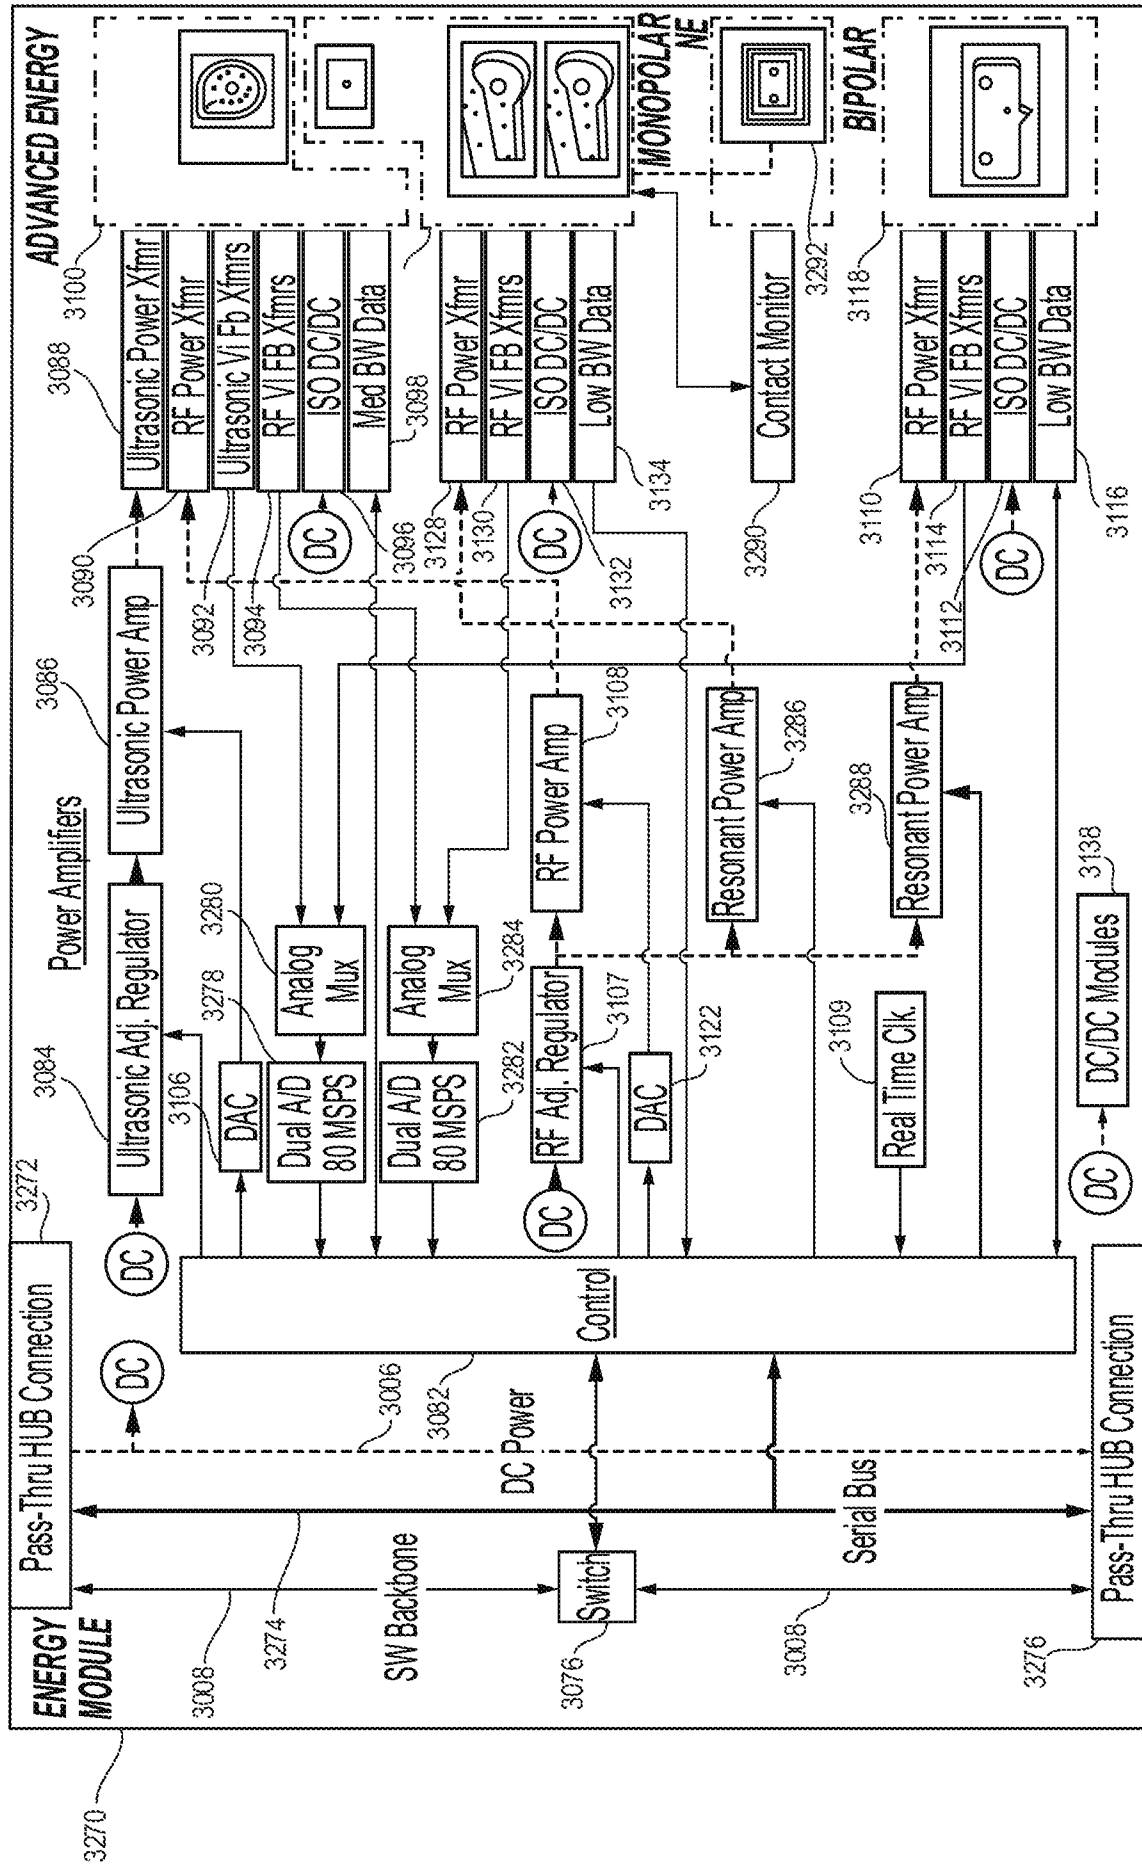 3270
ENERGY
MODULE
Pass-Thru HUB Connection
3272
3008
3274
SW Backbone
3076
Switch
3008
Serial Bus
3276
Pass-Thru HUB Connection
DC
3006
DC Power
3082
Control
DC
3084
Ultrasonic Adj. Regulator
Power Amplifiers
3086
Ultrasonic Power Amp
3106
DAC
3278
Dual A/D
80 MSPS
3280
Analog
Mux
Dual A/D
80 MSPS
3282
Analog
Mux
3284
DC
RF Adj. Regulator
3107
RF Power Amp
3108
DAC
3122
Resonant Power Amp
3286
3288
Resonant Power Amp
3109
Real Time Clk.
DC
DC/DC Modules
3138
ADVANCED ENERGY
3100
3088
Ultrasonic Power Xfmr
3090
RF Power Xfmr
3092
Ultrasonic Vi Fb Xfmrs
3094
RF VI FB Xfmrs
DC
ISO DC/DC
3096
Med BW Data
3098
MONOPOLAR
3128
RF Power Xfmr
3130
RF VI FB Xfmrs
DC
ISO DC/DC
3132
Low BW Data
3134
NE
3290
Contact Monitor
3292
BIPOLAR
3118
3110
RF Power Xfmr
3114
RF VI FB Xfmrs
3112
ISO DC/DC
DC
Low BW Data
3116